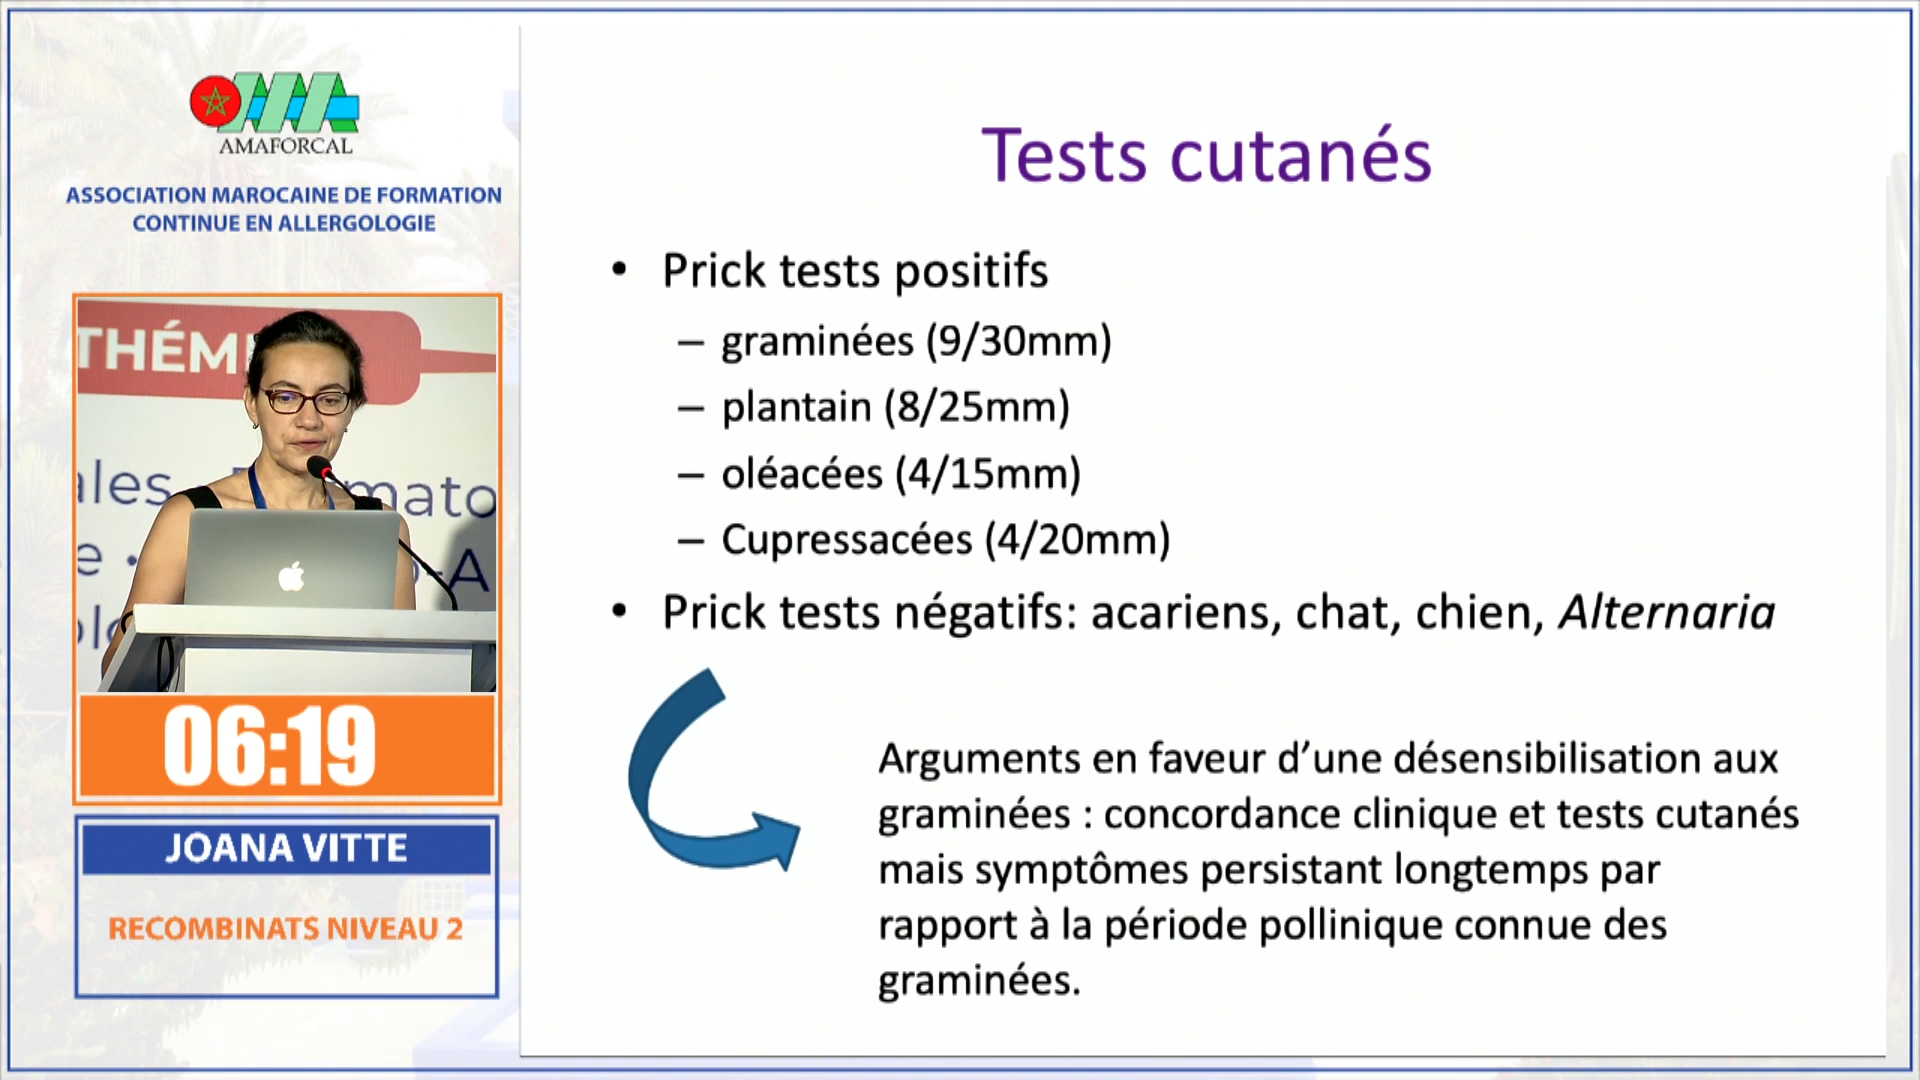 AMAFORCAL
ASSOCIATION MAROCAINE DE FORMATION
CONTINUE EN ALLERGOLOGIE
THÉM
ales
mato
e •
-A
06:19
JOANA VITTE
RECOMBINATS NIVEAU 2
Tests cutanés
• Prick tests positifs
– graminées (9/30mm)
– plantain (8/25mm)
– oléacées (4/15mm)
– Cupressacées (4/20mm)
• Prick tests négatifs: acariens, chat, chien, Alternaria
Arguments en faveur d’une désensibilisation aux
graminées : concordance clinique et tests cutanés
mais symptômes persistant longtemps par
rapport à la période pollinique connue des
graminées.